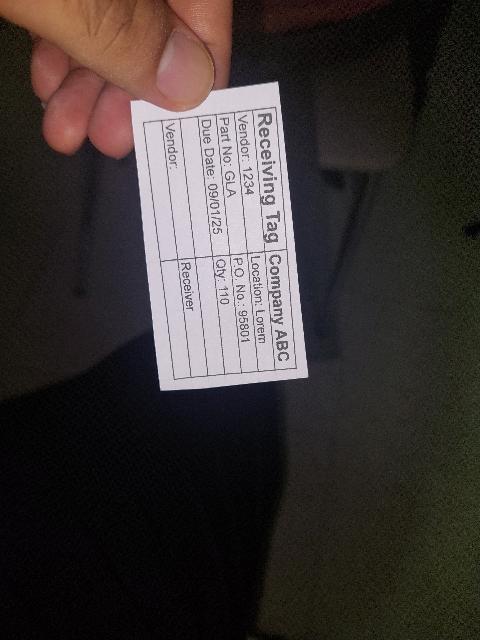 Receiving Tag Company ABC
Vendor: 1234 Location: Lorem
Part No: GLA P.O. No.: 95801
Due Date: 09/01/25 Qty: 110
Vendor: Receiver